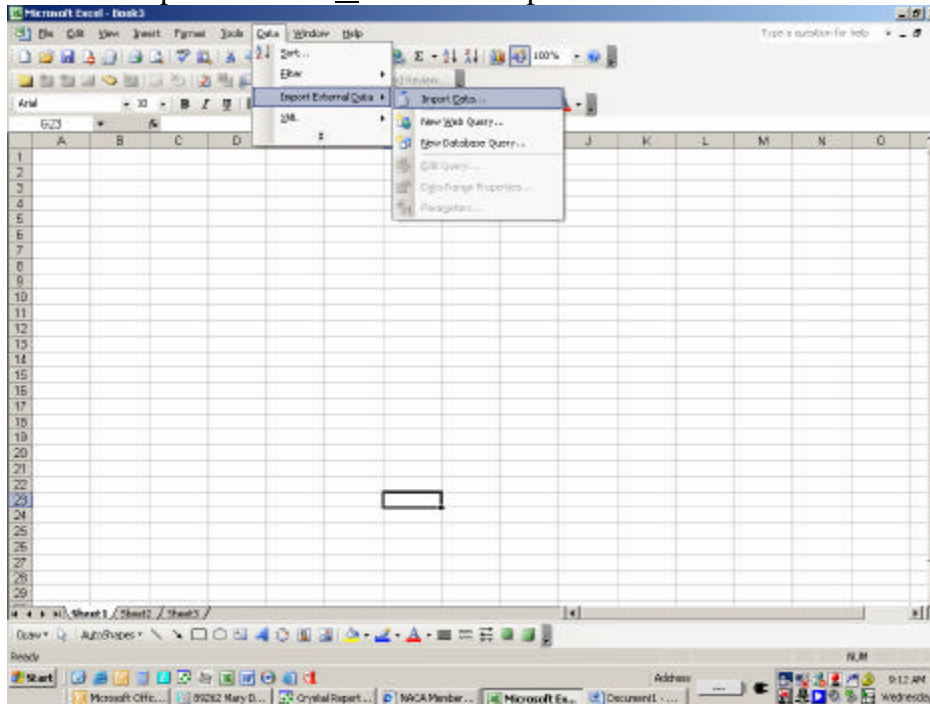 Microsoft Excel - Book3
File Edit View Insert Format Tools Data Window Help Type a question for help
Sort... 100%
Filter
Arial 10 B I U Import External Data Import Data...
XML New Web Query...
New Database Query...
Edit Query...
Data Range Properties...
Parameters...
G23 fx
A B C D J K L M N O
1
2
3
4
5
6
7
8
9
10
11
12
13
14
15
16
17
18
19
20
21
22
23
24
25
26
27
28
29
Sheet1 Sheet2 Sheet3
Draw AutoShapes
Ready NUM
Start Address 9:12 AM
Microsoft Offic... 89262 Mary D... Crystal Report... NACA Member... Microsoft Ex... Document1 - ... Wednesday